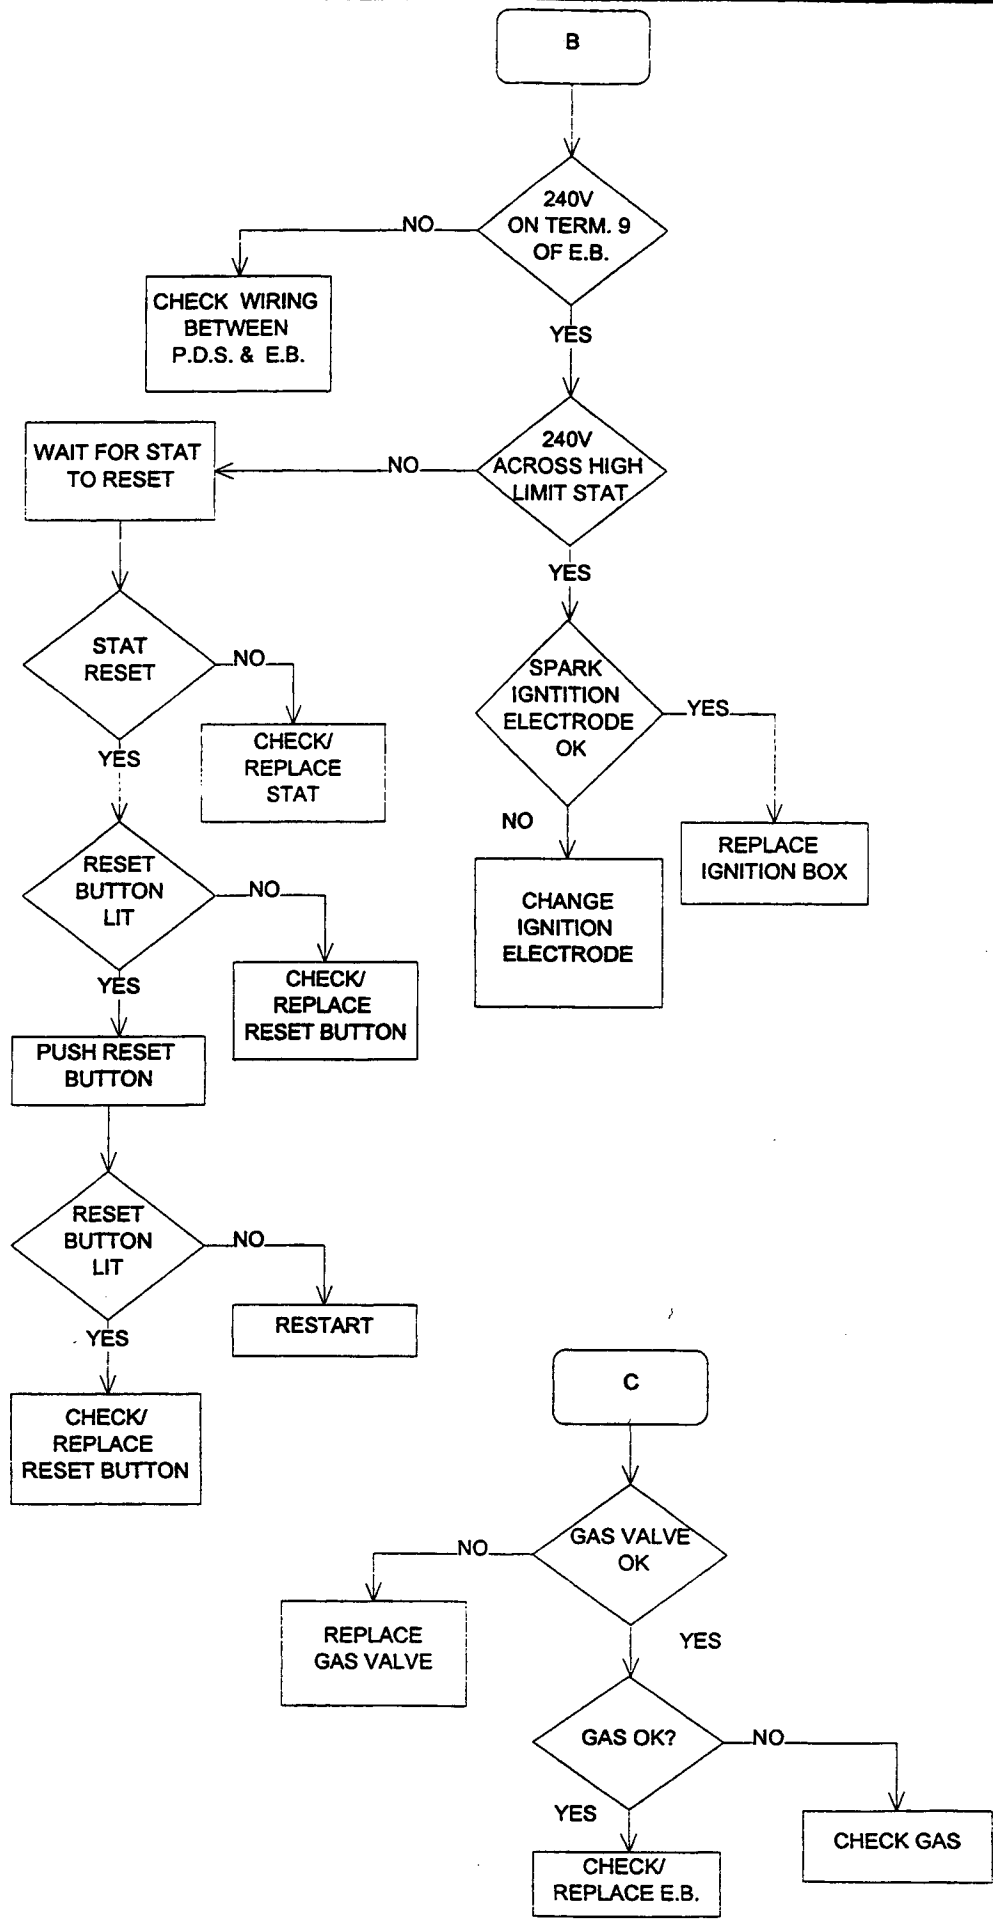 B
240V
ON TERM. 9
OF E.B.
NO
CHECK WIRING
BETWEEN
P.D.S. & E.B.
YES
240V
ACROSS HIGH
LIMIT STAT
NO
WAIT FOR STAT
TO RESET
YES
STAT
RESET
NO
CHECK/
REPLACE
STAT
YES
SPARK
IGNTITION
ELECTRODE
OK
YES
REPLACE
IGNITION BOX
NO
CHANGE
IGNITION
ELECTRODE
RESET
BUTTON
LIT
NO
CHECK/
REPLACE
RESET BUTTON
YES
PUSH RESET
BUTTON
RESET
BUTTON
LIT
NO
RESTART
YES
CHECK/
REPLACE
RESET BUTTON
C
GAS VALVE
OK
NO
REPLACE
GAS VALVE
YES
GAS OK?
NO
CHECK GAS
YES
CHECK/
REPLACE E.B.